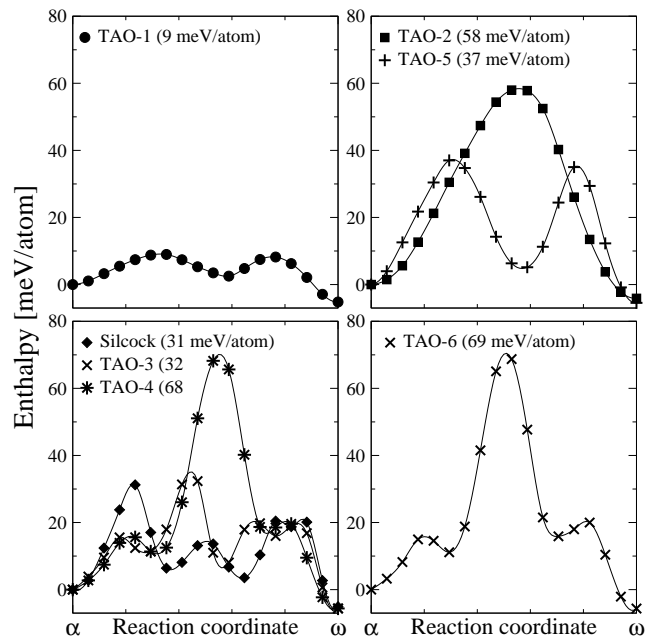 TAO-1 (9 meV/atom)
TAO-2 (58 meV/atom)
TAO-5 (37 meV/atom)
80
60
40
20
0
80
60
40
20
0
Enthalpy [meV/atom]
Silcock (31 meV/atom)
TAO-3 (32
TAO-4 (68
TAO-6 (69 meV/atom)
80
60
40
20
0
80
60
40
20
0
α Reaction coordinate ω
α Reaction coordinate ω